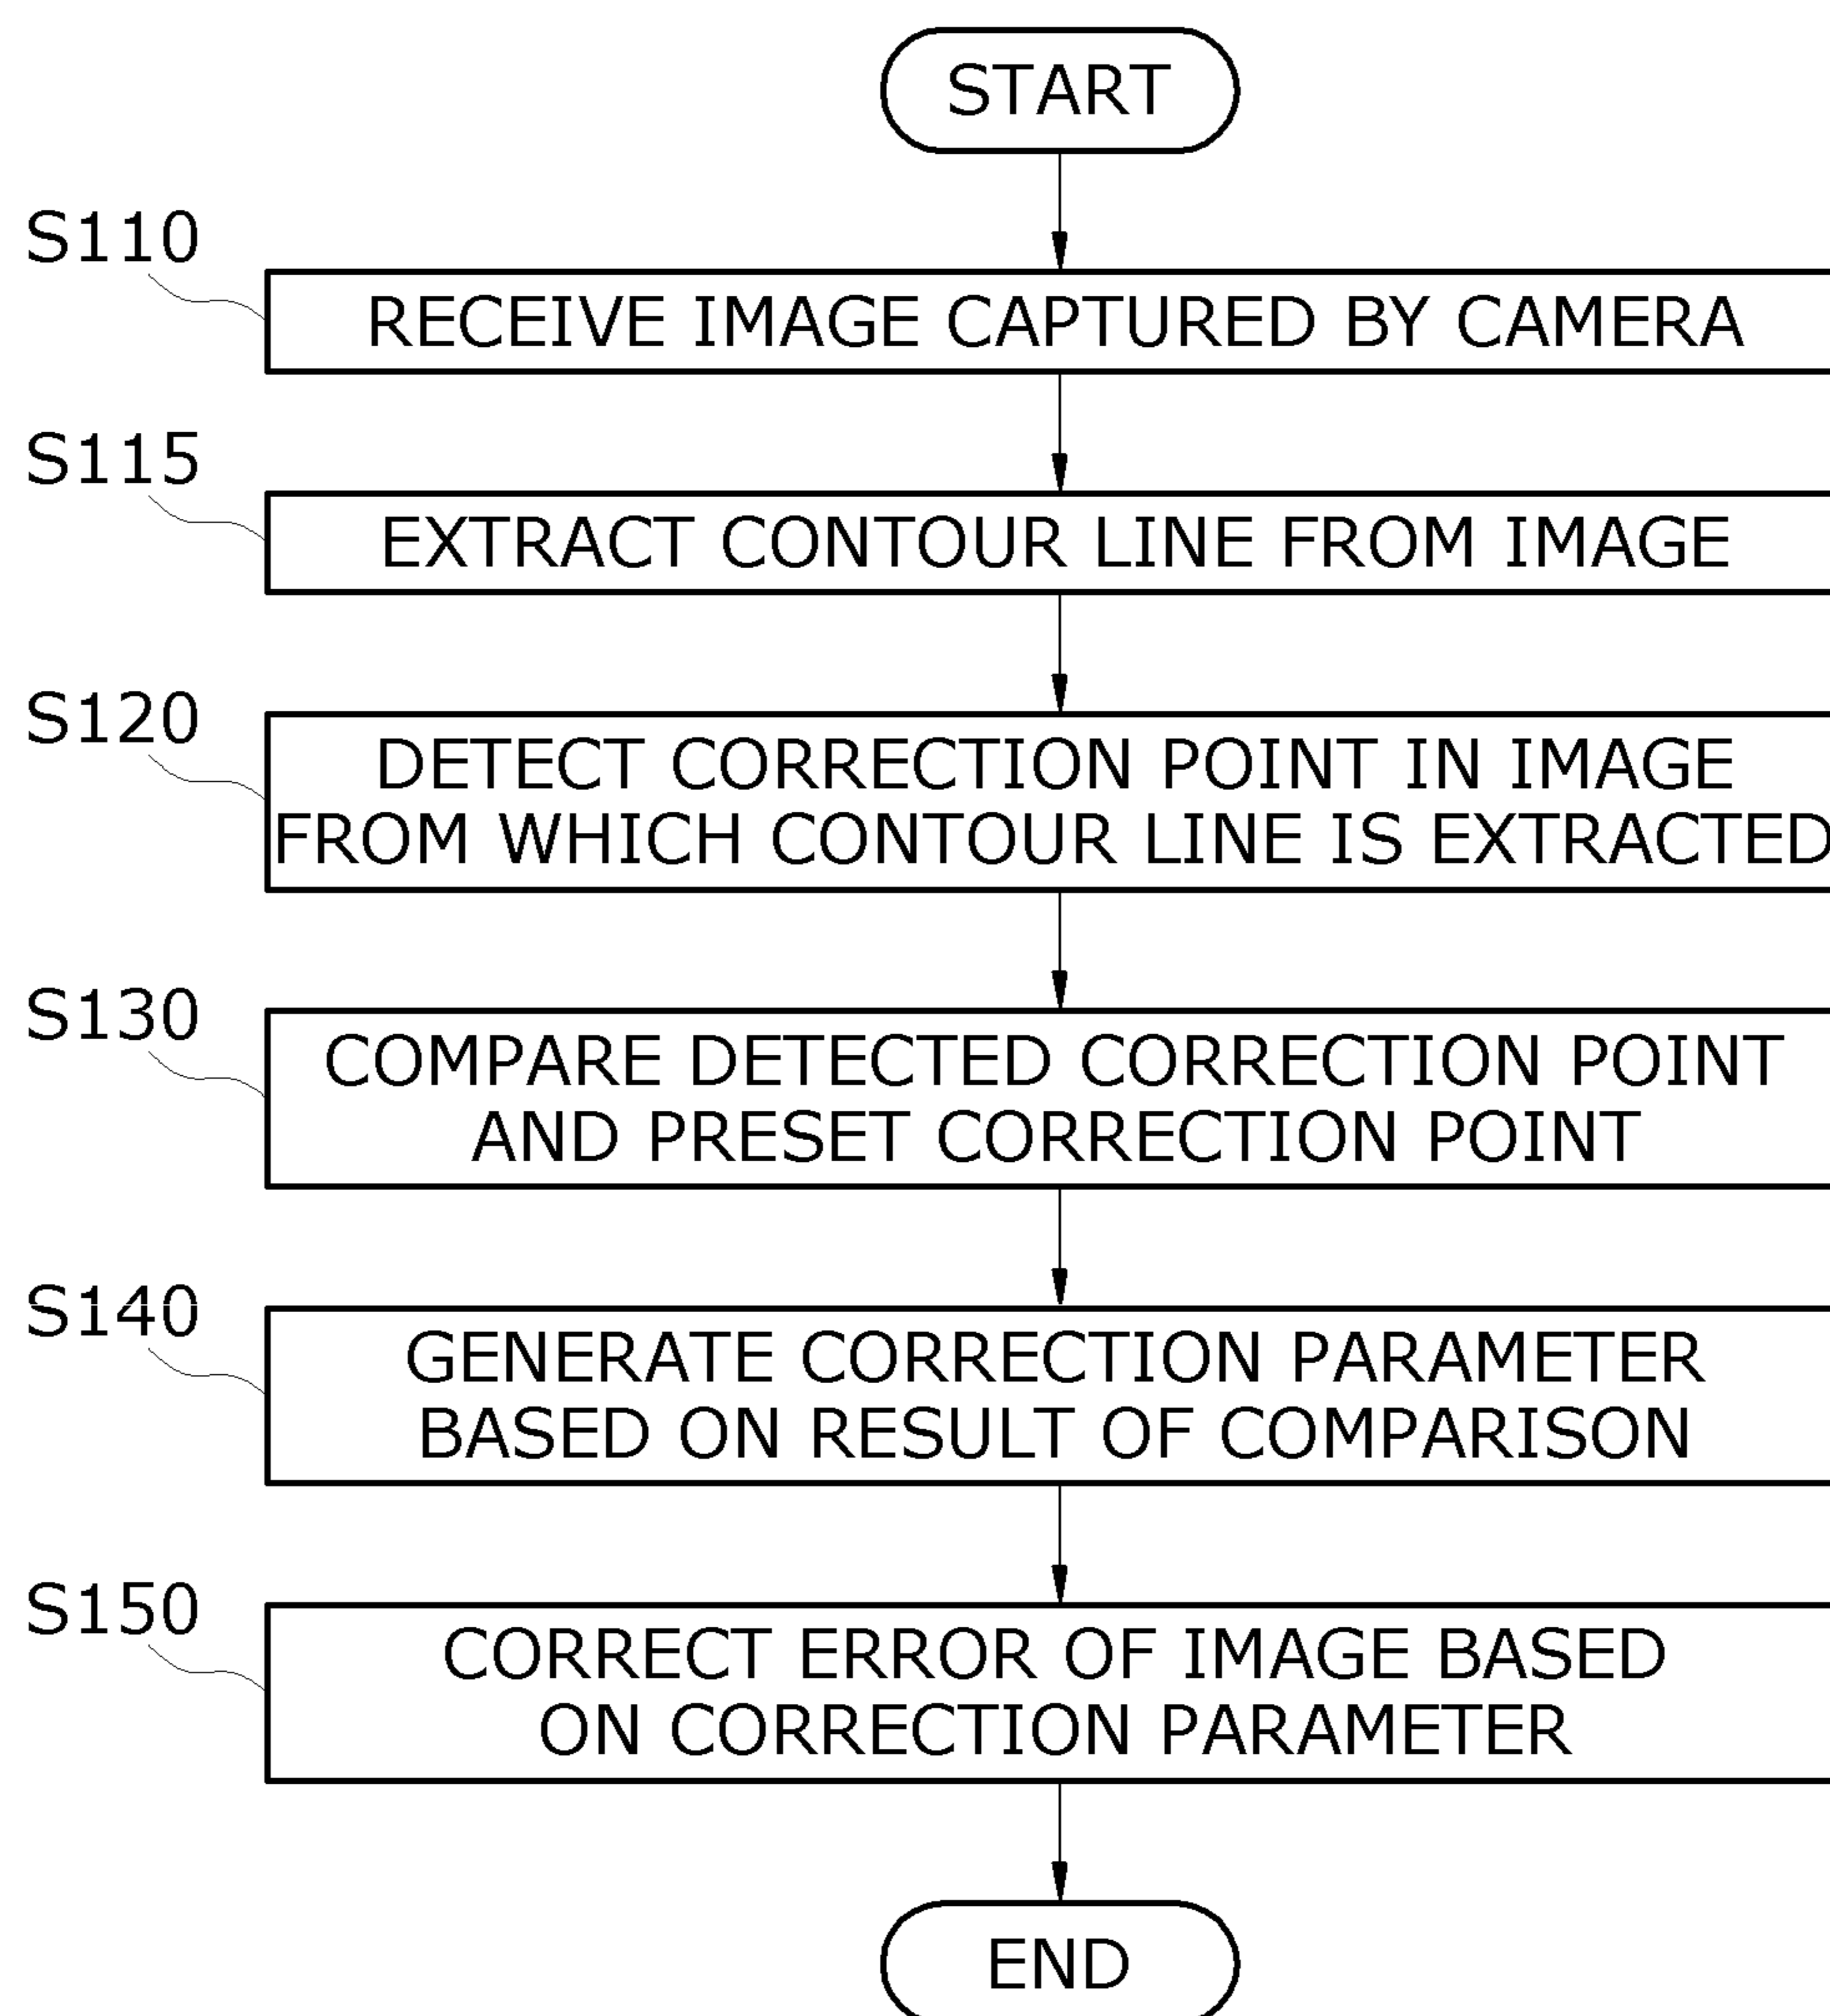 START
S110
RECEIVE IMAGE CAPTURED BY CAMERA
S115
EXTRACT CONTOUR LINE FROM IMAGE
S120
DETECT CORRECTION POINT IN IMAGE
FROM WHICH CONTOUR LINE IS EXTRACTED
S130
COMPARE DETECTED CORRECTION POINT
AND PRESET CORRECTION POINT
S140
GENERATE CORRECTION PARAMETER
BASED ON RESULT OF COMPARISON
S150
CORRECT ERROR OF IMAGE BASED
ON CORRECTION PARAMETER
END